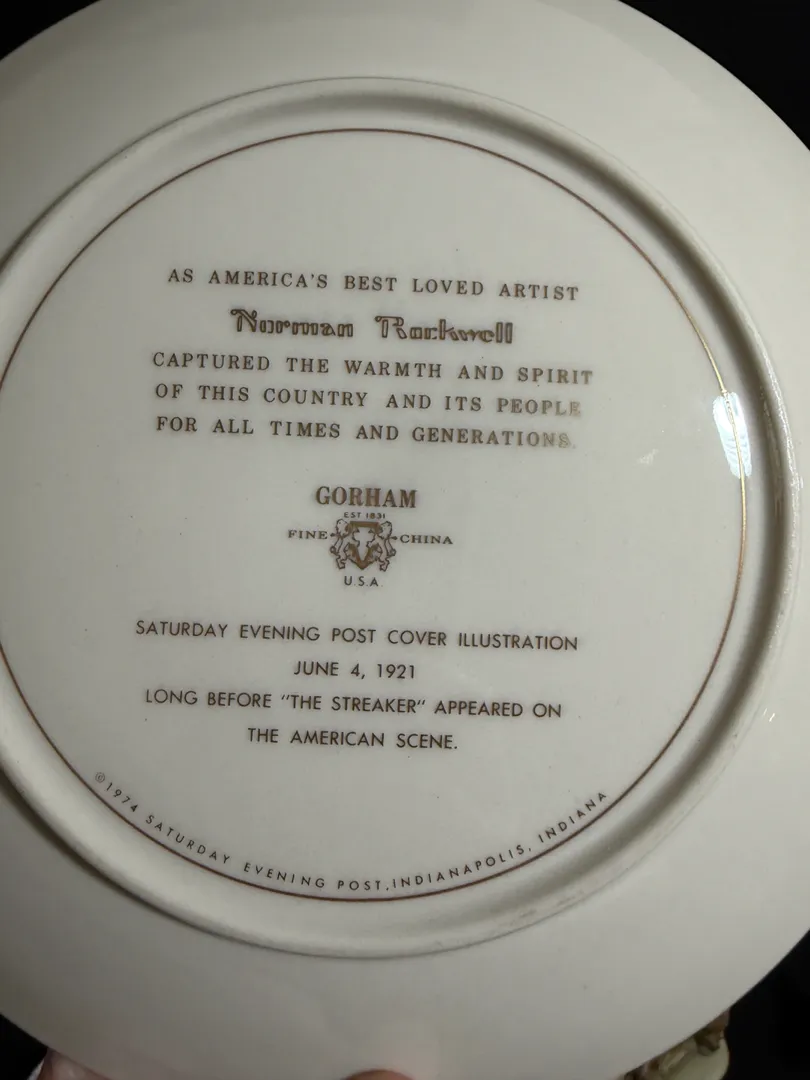 AS AMERICA'S BEST LOVED ARTIST
Norman Rockwell
CAPTURED THE WARMTH AND SPIRIT
OF THIS COUNTRY AND ITS PEOPLE
FOR ALL TIMES AND GENERATIONS.
GORHAM
EST 1831
FINE CHINA
U.S.A.
SATURDAY EVENING POST COVER ILLUSTRATION
JUNE 4, 1921
LONG BEFORE "THE STREAKER" APPEARED ON
THE AMERICAN SCENE.
©1974 SATURDAY EVENING POST, INDIANAPOLIS, INDIANA